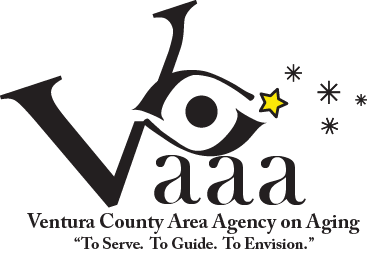 Vcaaa
Ventura County Area Agency on Aging
“To Serve. To Guide. To Envision.”